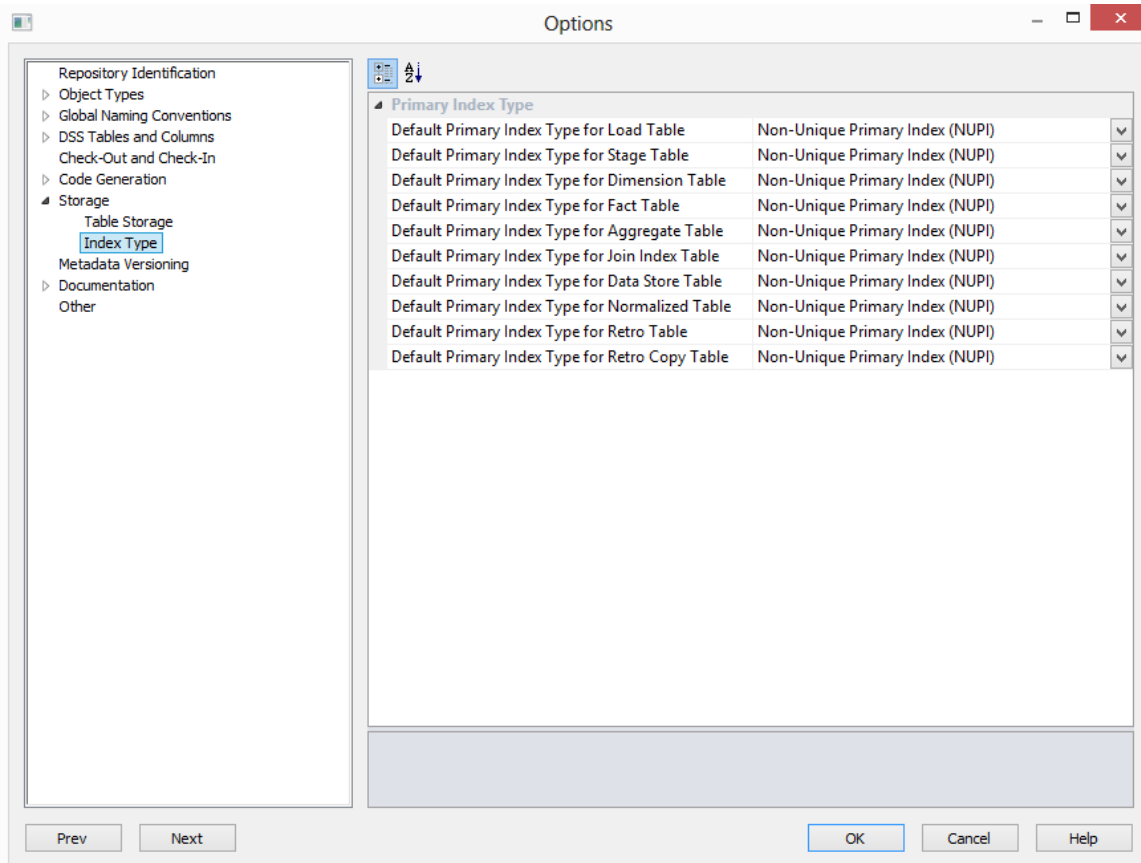 Options
Repository Identification
Object Types
Global Naming Conventions
DSS Tables and Columns
Check-Out and Check-In
Code Generation
Storage
Table Storage
Index Type
Metadata Versioning
Documentation
Other
Primary Index Type
Default Primary Index Type for Load Table Non-Unique Primary Index (NUPI)
Default Primary Index Type for Stage Table Non-Unique Primary Index (NUPI)
Default Primary Index Type for Dimension Table Non-Unique Primary Index (NUPI)
Default Primary Index Type for Fact Table Non-Unique Primary Index (NUPI)
Default Primary Index Type for Aggregate Table Non-Unique Primary Index (NUPI)
Default Primary Index Type for Join Index Table Non-Unique Primary Index (NUPI)
Default Primary Index Type for Data Store Table Non-Unique Primary Index (NUPI)
Default Primary Index Type for Normalized Table Non-Unique Primary Index (NUPI)
Default Primary Index Type for Retro Table Non-Unique Primary Index (NUPI)
Default Primary Index Type for Retro Copy Table Non-Unique Primary Index (NUPI)
Prev Next OK Cancel Help